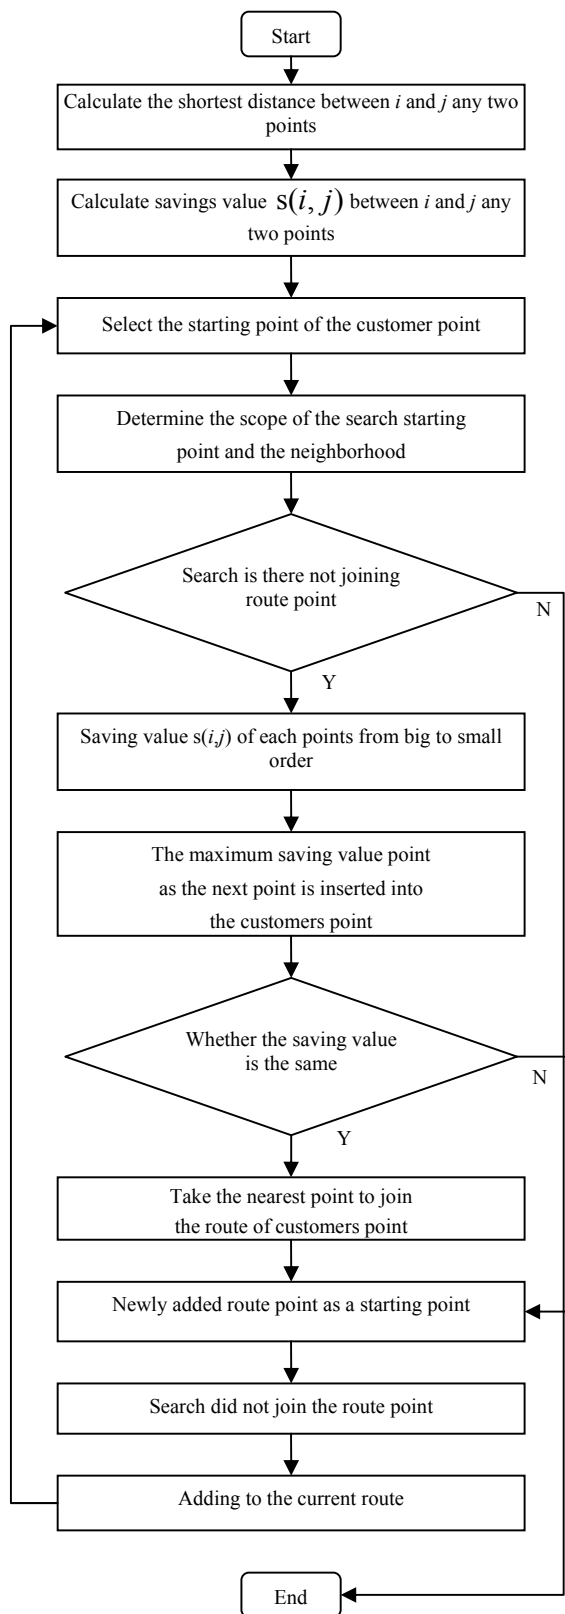 Start
Calculate the shortest distance between i and j any two
points
Calculate savings value s(i, j) between i and j any
two points
Select the starting point of the customer point
Determine the scope of the search starting
point and the neighborhood
Search is there not joining
route point
N
Y
Saving value s(i,j) of each points from big to small
order
The maximum saving value point
as the next point is inserted into
the customers point
Whether the saving value
is the same
N
Y
Take the nearest point to join
the route of customers point
Newly added route point as a starting point
Search did not join the route point
Adding to the current route
End